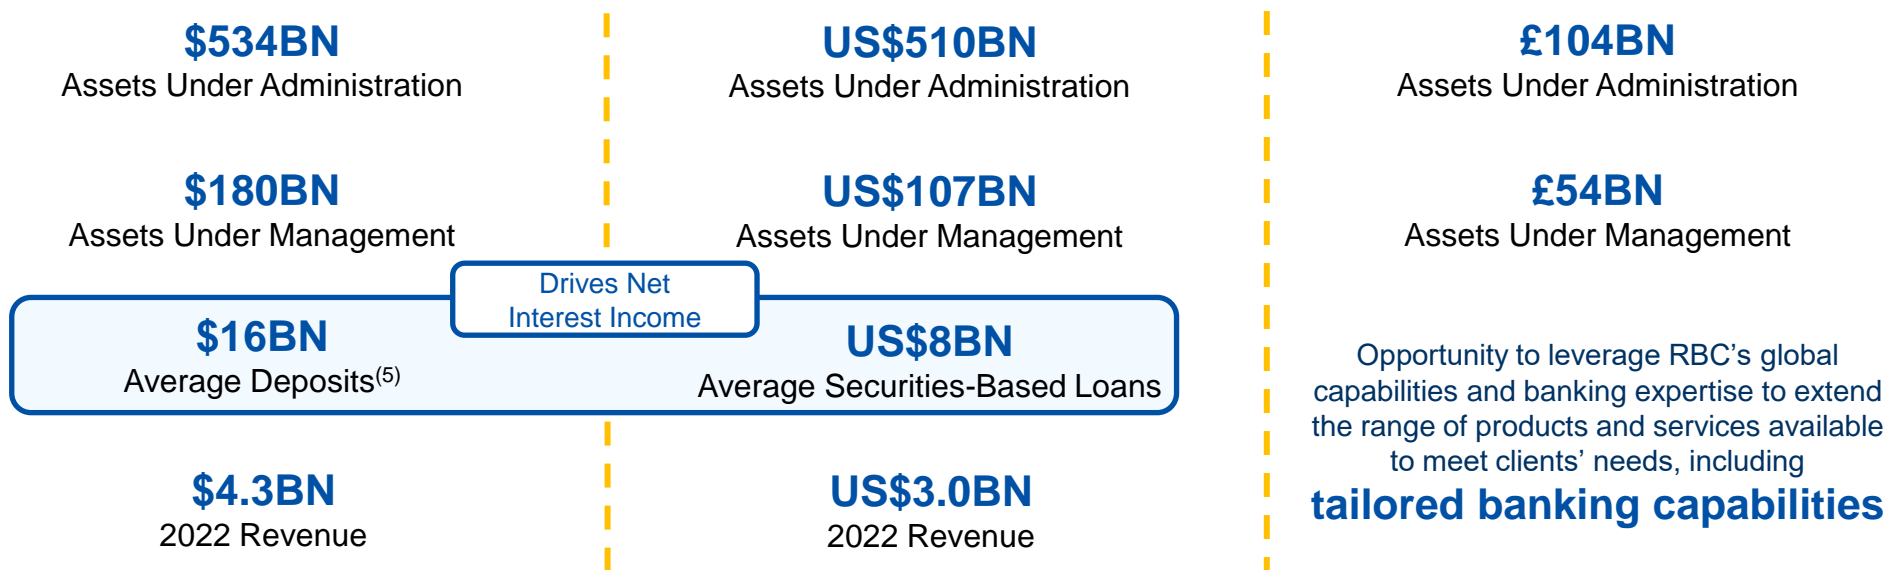 $534BN
Assets Under Administration
$180BN
Assets Under Management
$16BN
Average Deposits(5)
$4.3BN
2022 Revenue
Drives Net
Interest Income
US$510BN
Assets Under Administration
US$107BN
Assets Under Management
US$8BN
Average Securities-Based Loans
US$3.0BN
2022 Revenue
£104BN
Assets Under Administration
£54BN
Assets Under Management
Opportunity to leverage RBC’s global
capabilities and banking expertise to extend
the range of products and services available
to meet clients’ needs, including
tailored banking capabilities